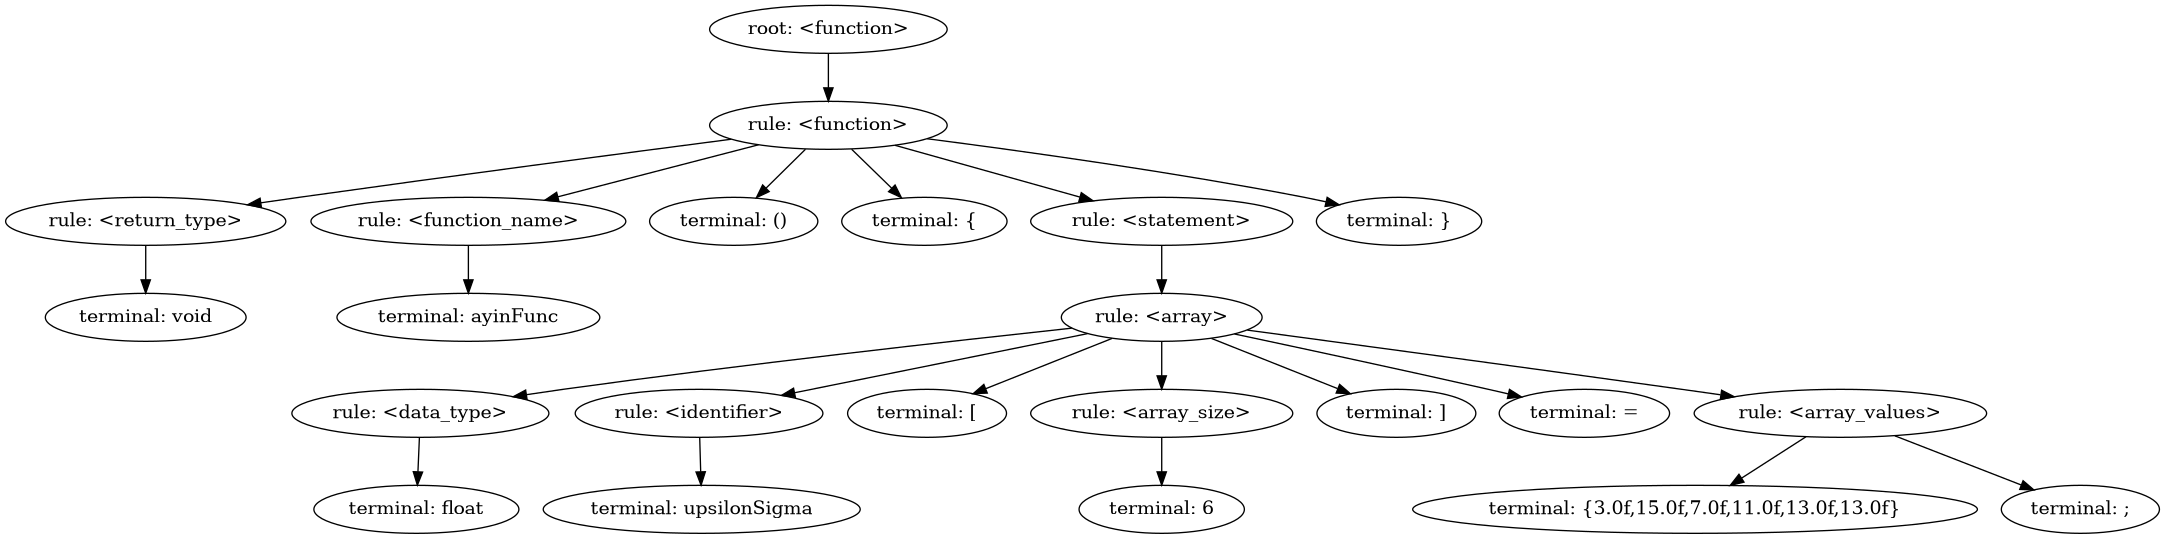 root: <function>
rule: <function>
rule: <return_type>
rule: <function_name>
terminal: ()
terminal: {
rule: <statement>
terminal: }
terminal: void
terminal: ayinFunc
rule: <array>
rule: <data_type>
rule: <identifier>
terminal: [
rule: <array_size>
terminal: ]
terminal: =
rule: <array_values>
terminal: float
terminal: upsilonSigma
terminal: 6
terminal: {3.0f,15.0f,7.0f,11.0f,13.0f,13.0f}
terminal: ;